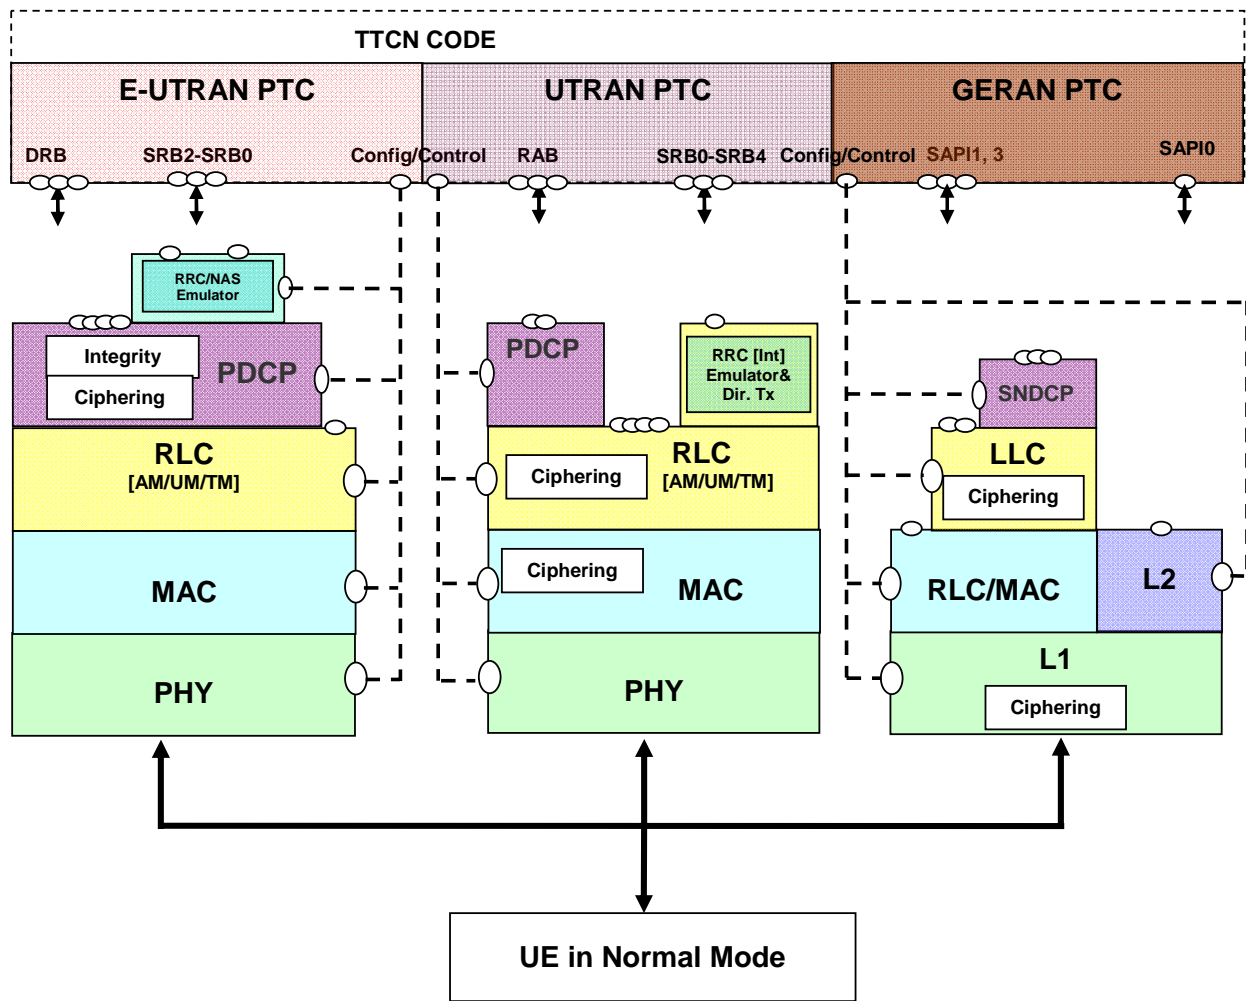 TTCN CODE
E-UTRAN PTC
UTRAN PTC
GERAN PTC
DRB
SRB2-SRB0
Config/Control
RAB
SRB0-SRB4
Config/Control
SAPI1, 3
SAPI0
RRC/NAS
Emulator
Integrity
Ciphering
PDCP
RLC
[AM/UM/TM]
MAC
PHY
PDCP
RRC [Int]
Emulator&
Dir. Tx
Ciphering
RLC
[AM/UM/TM]
Ciphering
MAC
PHY
SNDCP
LLC
Ciphering
RLC/MAC
L2
L1
Ciphering
UE in Normal Mode